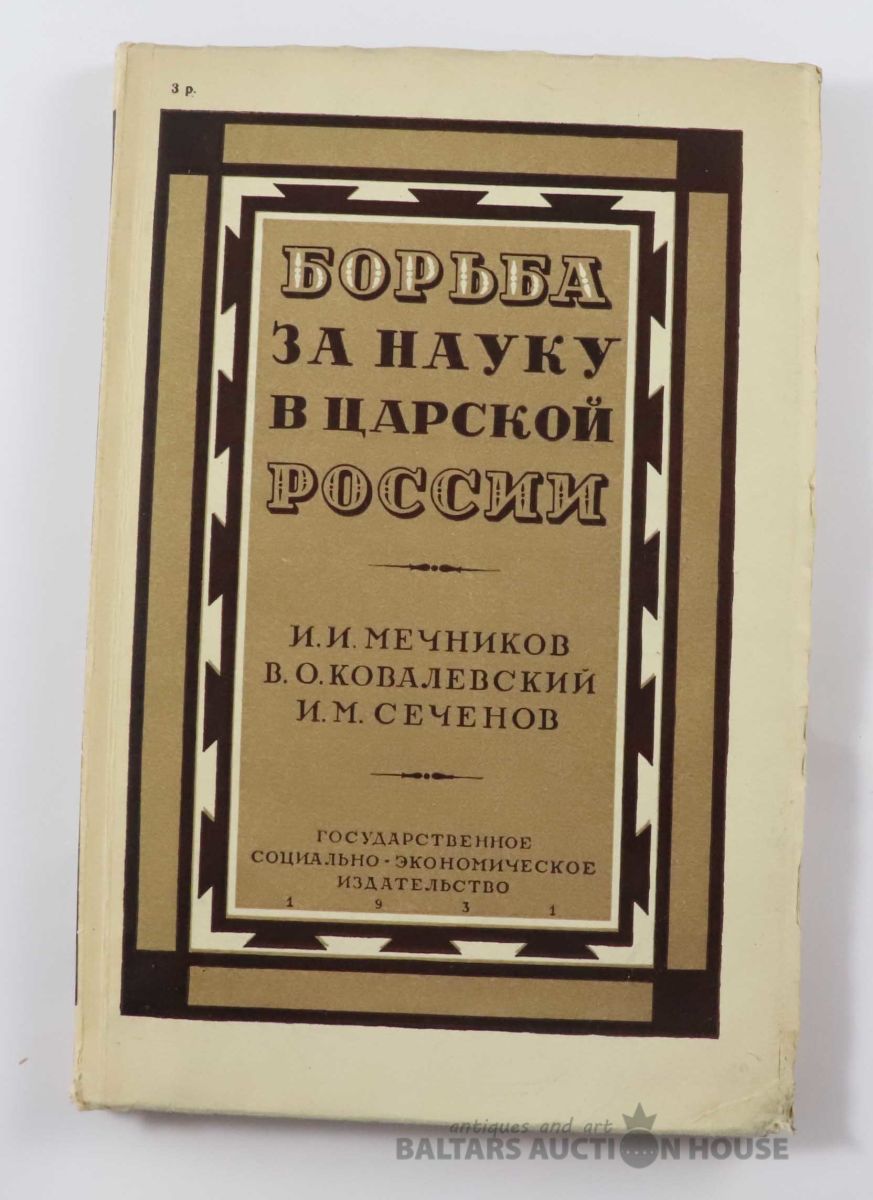 3 р.
БОРЬБА
ЗА НАУКУ
В ЦАРСКОЙ
РОССИИ
И. И. МЕЧНИКОВ
В. О. КОВАЛЕВСКИЙ
И. М. СЕЧЕНОВ
ГОСУДАРСТВЕННОЕ
СОЦИАЛЬНО-ЭКОНОМИЧЕСКОЕ
ИЗДАТЕЛЬСТВО
1 9 3 1
antiques and art
BALTARS AUCTION HOUSE